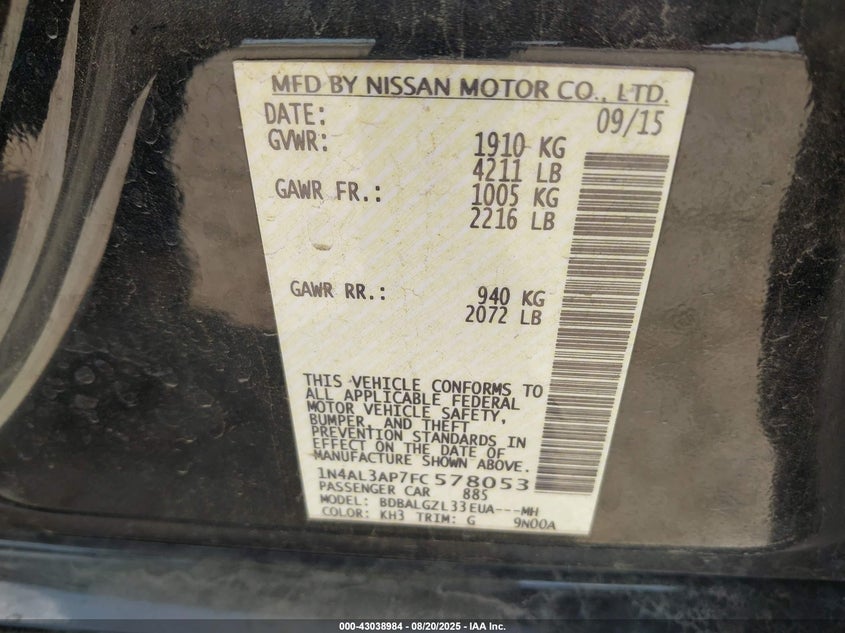 MFD BY NISSAN MOTOR CO., LTD.
DATE: 09/15
GVWR: 1910 KG
4211 LB
GAWR FR.: 1005 KG
2216 LB
GAWR RR.: 940 KG
2072 LB
THIS VEHICLE CONFORMS TO
ALL APPLICABLE FEDERAL
MOTOR VEHICLE SAFETY,
BUMPER, AND THEFT
PREVENTION STANDARDS IN
EFFECT ON THE DATE OF
MANUFACTURE SHOWN ABOVE.
1N4AL3AP7FC578053
PASSENGER CAR 885
MODEL: BDBALGZL33EUA---MH
COLOR: KH3 TRIM: G 9N00A
000-43038984 - 08/20/2025 - IAA Inc.